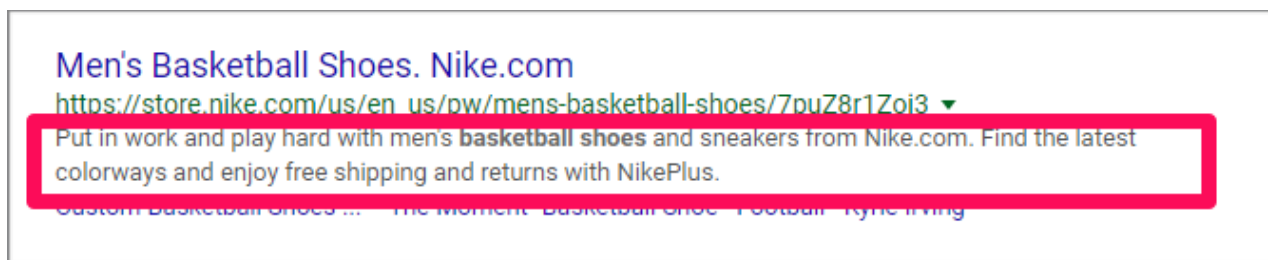 Men's Basketball Shoes. Nike.com
https://store.nike.com/us/en_us/pw/mens-basketball-shoes/7puZ8r1Zoi3
Put in work and play hard with men's basketball shoes and sneakers from Nike.com. Find the latest
colorways and enjoy free shipping and returns with NikePlus.
Custom Basketball Shoes ... The Moment Basketball Shoe Football Kyrie Irving